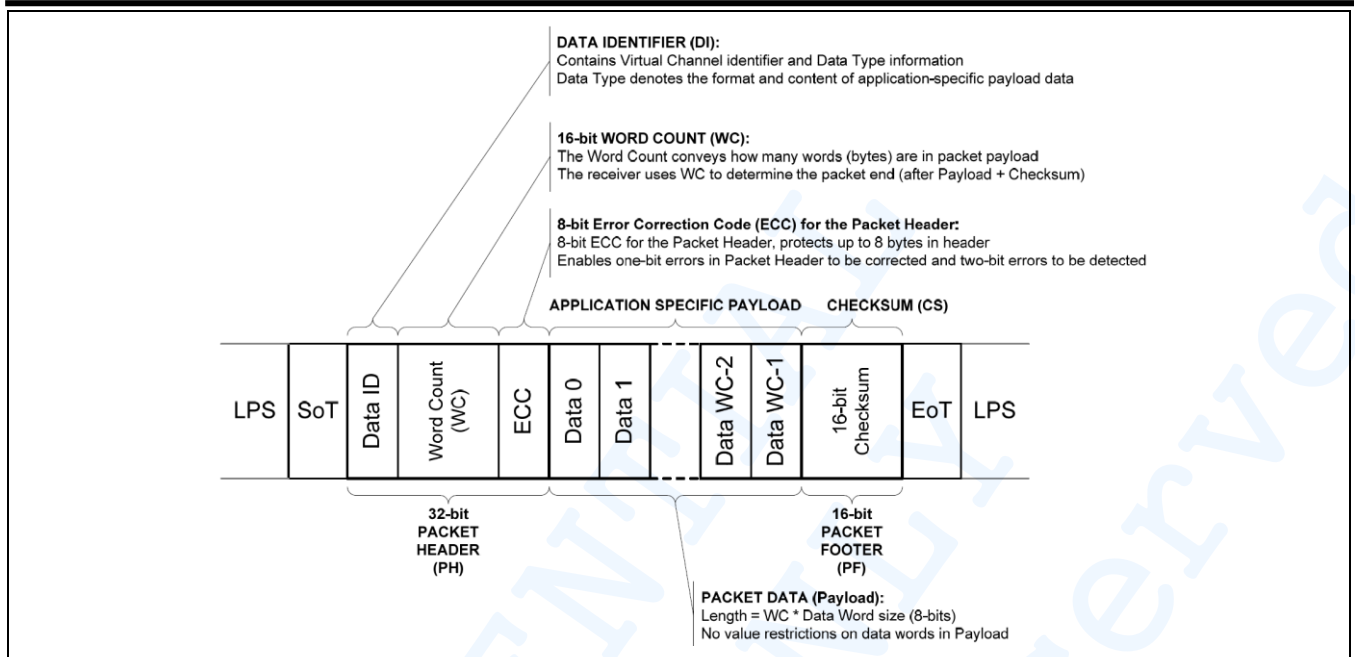 DATA IDENTIFIER (DI):
Contains Virtual Channel identifier and Data Type information
Data Type denotes the format and content of application-specific payload data
16-bit WORD COUNT (WC):
The Word Count conveys how many words (bytes) are in packet payload
The receiver uses WC to determine the packet end (after Payload + Checksum)
8-bit Error Correction Code (ECC) for the Packet Header:
8-bit ECC for the Packet Header, protects up to 8 bytes in header
Enables one-bit errors in Packet Header to be corrected and two-bit errors to be detected
APPLICATION SPECIFIC PAYLOAD
CHECKSUM (CS)
LPS
SoT
Data ID
Word Count
(WC)
ECC
Data 0
Data 1
Data WC-2
Data WC-1
16-bit
Checksum
EoT
LPS
32-bit
PACKET
HEADER
(PH)
16-bit
PACKET
FOOTER
(PF)
PACKET DATA (Payload):
Length = WC * Data Word size (8-bits)
No value restrictions on data words in Payload